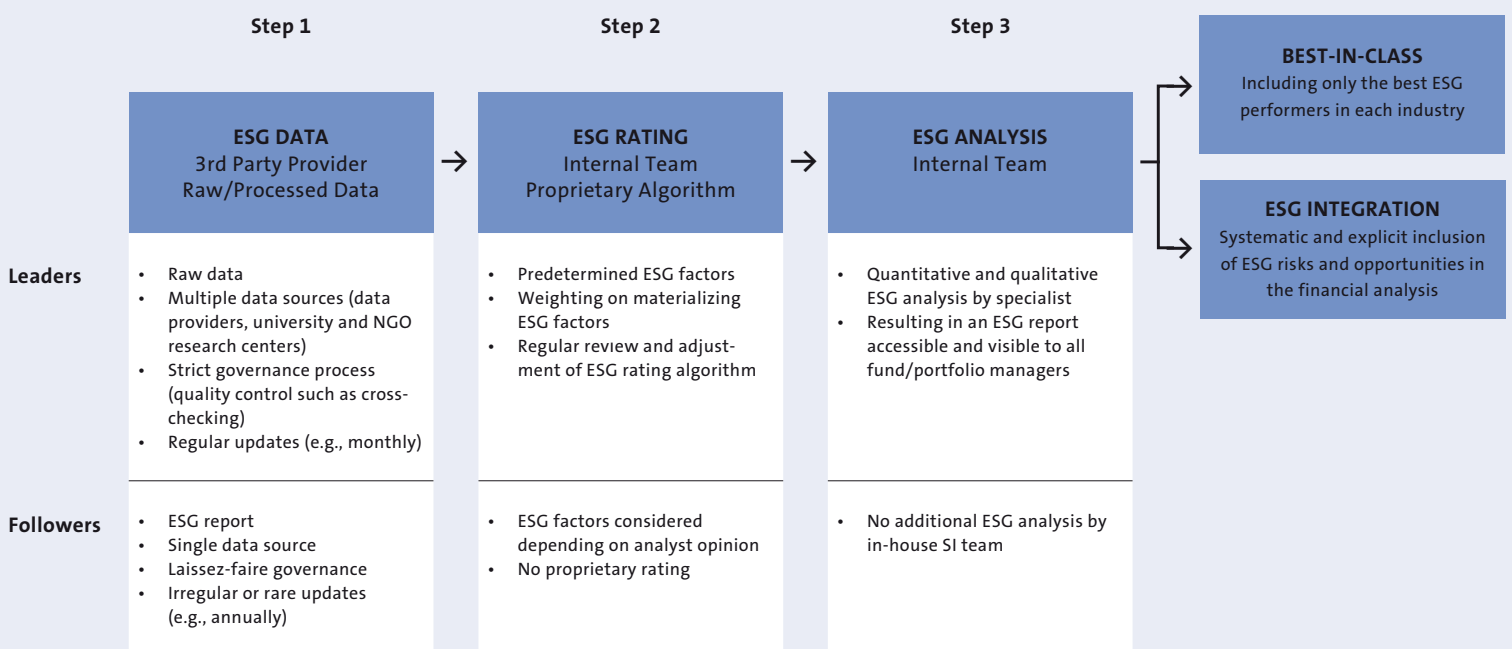 Step 1
Step 2
Step 3
ESG DATA
3rd Party Provider
Raw/Processed Data
ESG RATING
Internal Team
Proprietary Algorithm
ESG ANALYSIS
Internal Team
BEST-IN-CLASS
Including only the best ESG
performers in each industry
ESG INTEGRATION
Systematic and explicit inclusion
of ESG risks and opportunities in
the financial analysis
Leaders
• Raw data
• Multiple data sources (data
providers, university and NGO
research centers)
• Strict governance process
(quality control such as cross-
checking)
• Regular updates (e.g., monthly)
• Predetermined ESG factors
• Weighting on materializing
ESG factors
• Regular review and adjust-
ment of ESG rating algorithm
• Quantitative and qualitative
ESG analysis by specialist
• Resulting in an ESG report
accessible and visible to all
fund/portfolio managers
Followers
• ESG report
• Single data source
• Laissez-faire governance
• Irregular or rare updates
(e.g., annually)
• ESG factors considered
depending on analyst opinion
• No proprietary rating
• No additional ESG analysis by
in-house SI team